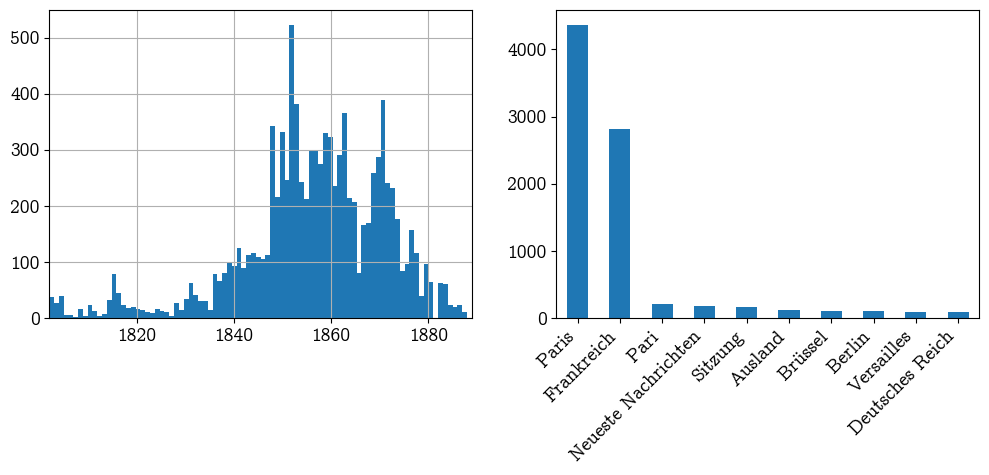 500
400
300
200
100
0
1820 1840 1860 1880
4000
3000
2000
1000
0
Paris
Frankreich
Pari
Neueste Nachrichten
Sitzung
Ausland
Brüssel
Berlin
Versailles
Deutsches Reich